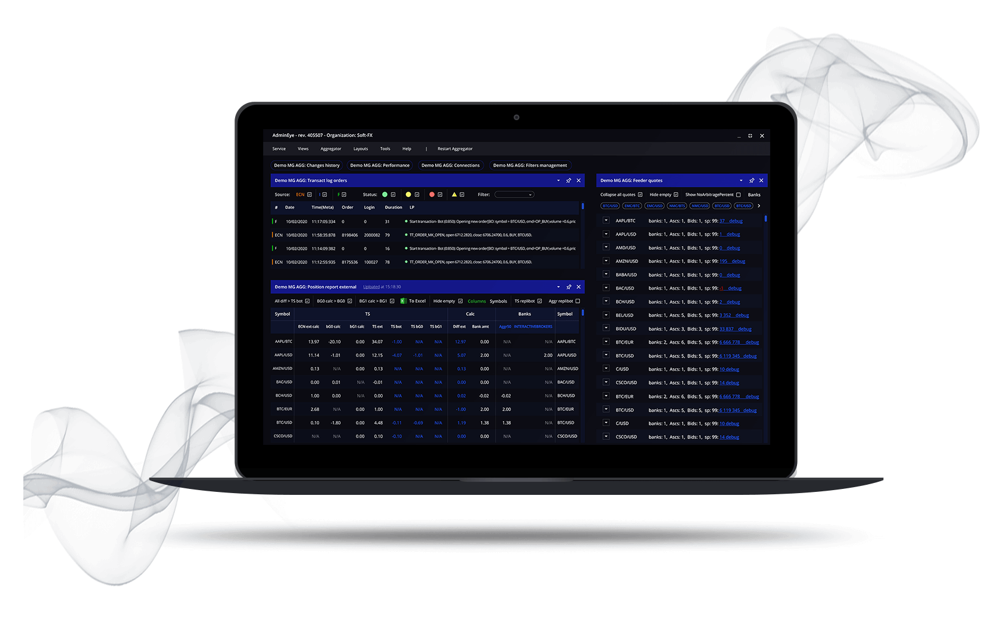 AdminEye - rev. 405507 - Organization: Soft-FX
Service Views Aggregator Layouts Tools Help | Restart Aggregator
Demo MG AGG: Changes history Demo MG AGG: Performance Demo MG AGG: Connections Demo MG AGG: Filters management
Demo MG AGG: Transact log orders
Source: ECN I F Status: Filter:
# Date Time(Meta) Order Login Duration LP
F 10/02/2020 11:17:05:334 0 0 31 Start transaction- Bot (0:850); Opening new order[BO: symbol = BTC/USD, cmd=OP_BUY,volume =0.6,pric
ECN 10/02/2020 11:58:35:878 8198406 2000082 79 TT_ORDER_MK_OPEN, open 6712.2820, close: 6706.24700, 0.6, BUY, BTCUSD.
F 10/02/2020 11:14:09:382 0 0 16 Start transaction- Bot (0:850); Opening new order[BO: symbol = BTC/USD, cmd=OP_BUY,volume =0.6,pric
ECN 10/02/2020 11:12:55:935 8175536 100027 78 TT_ORDER_MK_OPEN, open 6712.2820, close: 6706.24700, 0.6, BUY, BTCUSD.
Demo MG AGG: Position report external Uploaded at 15:18:30
All diff > TS bot BG0 calc > BG0 BG1 calc > BG1 To Excel Hide empty Columns Symbols TS replibot Aggr replibot
Symbol TS Calc Banks Symbol
ECN ext calc bG0 calc bG1 calc TS ext TS bot TS bG0 TS bG1 Diff ext Bank amt Aggr50 INTERACTIVEBROKERS
AAPL/BTC 13.97 -20.10 0.00 34.07 -1.00 N/A N/A 12.97 0.00 N/A N/A AAPL/BTC
AAPL/USD 11.14 -1.01 0.00 12.15 -4.07 -1.01 N/A 5.07 2.00 N/A 2.00 AAPL/USD
AMZN/USD 0.13 N/A 0.00 0.13 N/A N/A N/A 0.13 0.00 N/A N/A AMZN/USD
BAC/USD 0.00 0.01 N/A -0.01 N/A N/A N/A 0.00 0.00 N/A N/A BAC/USD
BCH/USD 1.00 0.00 N/A 0.00 N/A N/A N/A 0.02 -0.02 -0.02 N/A BCH/USD
BTC/EUR 2.68 N/A 0.00 1.00 N/A N/A N/A -1.00 2.00 2.00 N/A BTC/EUR
BTC/USD 0.10 -1.80 0.00 4.48 -0.11 -0.69 N/A 1.19 1.38 1.38 N/A BTC/USD
CSCO/USD N/A N/A 0.00 0.10 -0.10 N/A N/A 0.00 0.00 N/A N/A CSCO/USD
Demo MG AGG: Feeder quotes
Collapse all quotes Hide empty Show NoArbitragePercent Banks
BTC/USD EMC/BTC EMC/USD NMC/BTS NMC/USD BTC/USD BTC/USD
AAPL/BTC banks: 1, Ascs: 1, Bids: 1, sp: 99: 37 debug
AAPL/USD banks: 1, Ascs: 1, Bids: 1, sp: 99: 1 debug
AMD/USD banks: 1, Ascs: 1, Bids: 1, sp: 99: 0 debug
AMZN/USD banks: 1, Ascs: 1, Bids: 1, sp: 99: 195 debug
BABA/USD banks: 1, Ascs: 1, Bids: 1, sp: 99: 0 debug
BAC/USD banks: 1, Ascs: 1, Bids: 1, sp: 99: -1 debug
BCH/USD banks: 1, Ascs: 1, Bids: 1, sp: 99: 2 debug
BEL/USD banks: 1, Ascs: 5, Bids: 5, sp: 99: 3 352 debug
BIDU/USD banks: 1, Ascs: 3, Bids: 3, sp: 99: 33 837 debug
BTC/EUR banks: 2, Ascs: 6, Bids: 5, sp: 99: 6 666 778 debug
BTC/USD banks: 1, Ascs: 5, Bids: 5, sp: 99: 6 119 345 debug
C/USD banks: 1, Ascs: 1, Bids: 1, sp: 99: 10 debug
CSCO/USD banks: 1, Ascs: 1, Bids: 1, sp: 99: 14 debug
BTC/EUR banks: 2, Ascs: 6, Bids: 5, sp: 99: 6 666 778 debug
BTC/USD banks: 1, Ascs: 5, Bids: 5, sp: 99: 6 119 345 debug
C/USD banks: 1, Ascs: 1, Bids: 1, sp: 99: 10 debug
CSCO/USD banks: 1, Ascs: 1, Bids: 1, sp: 99: 14 debug